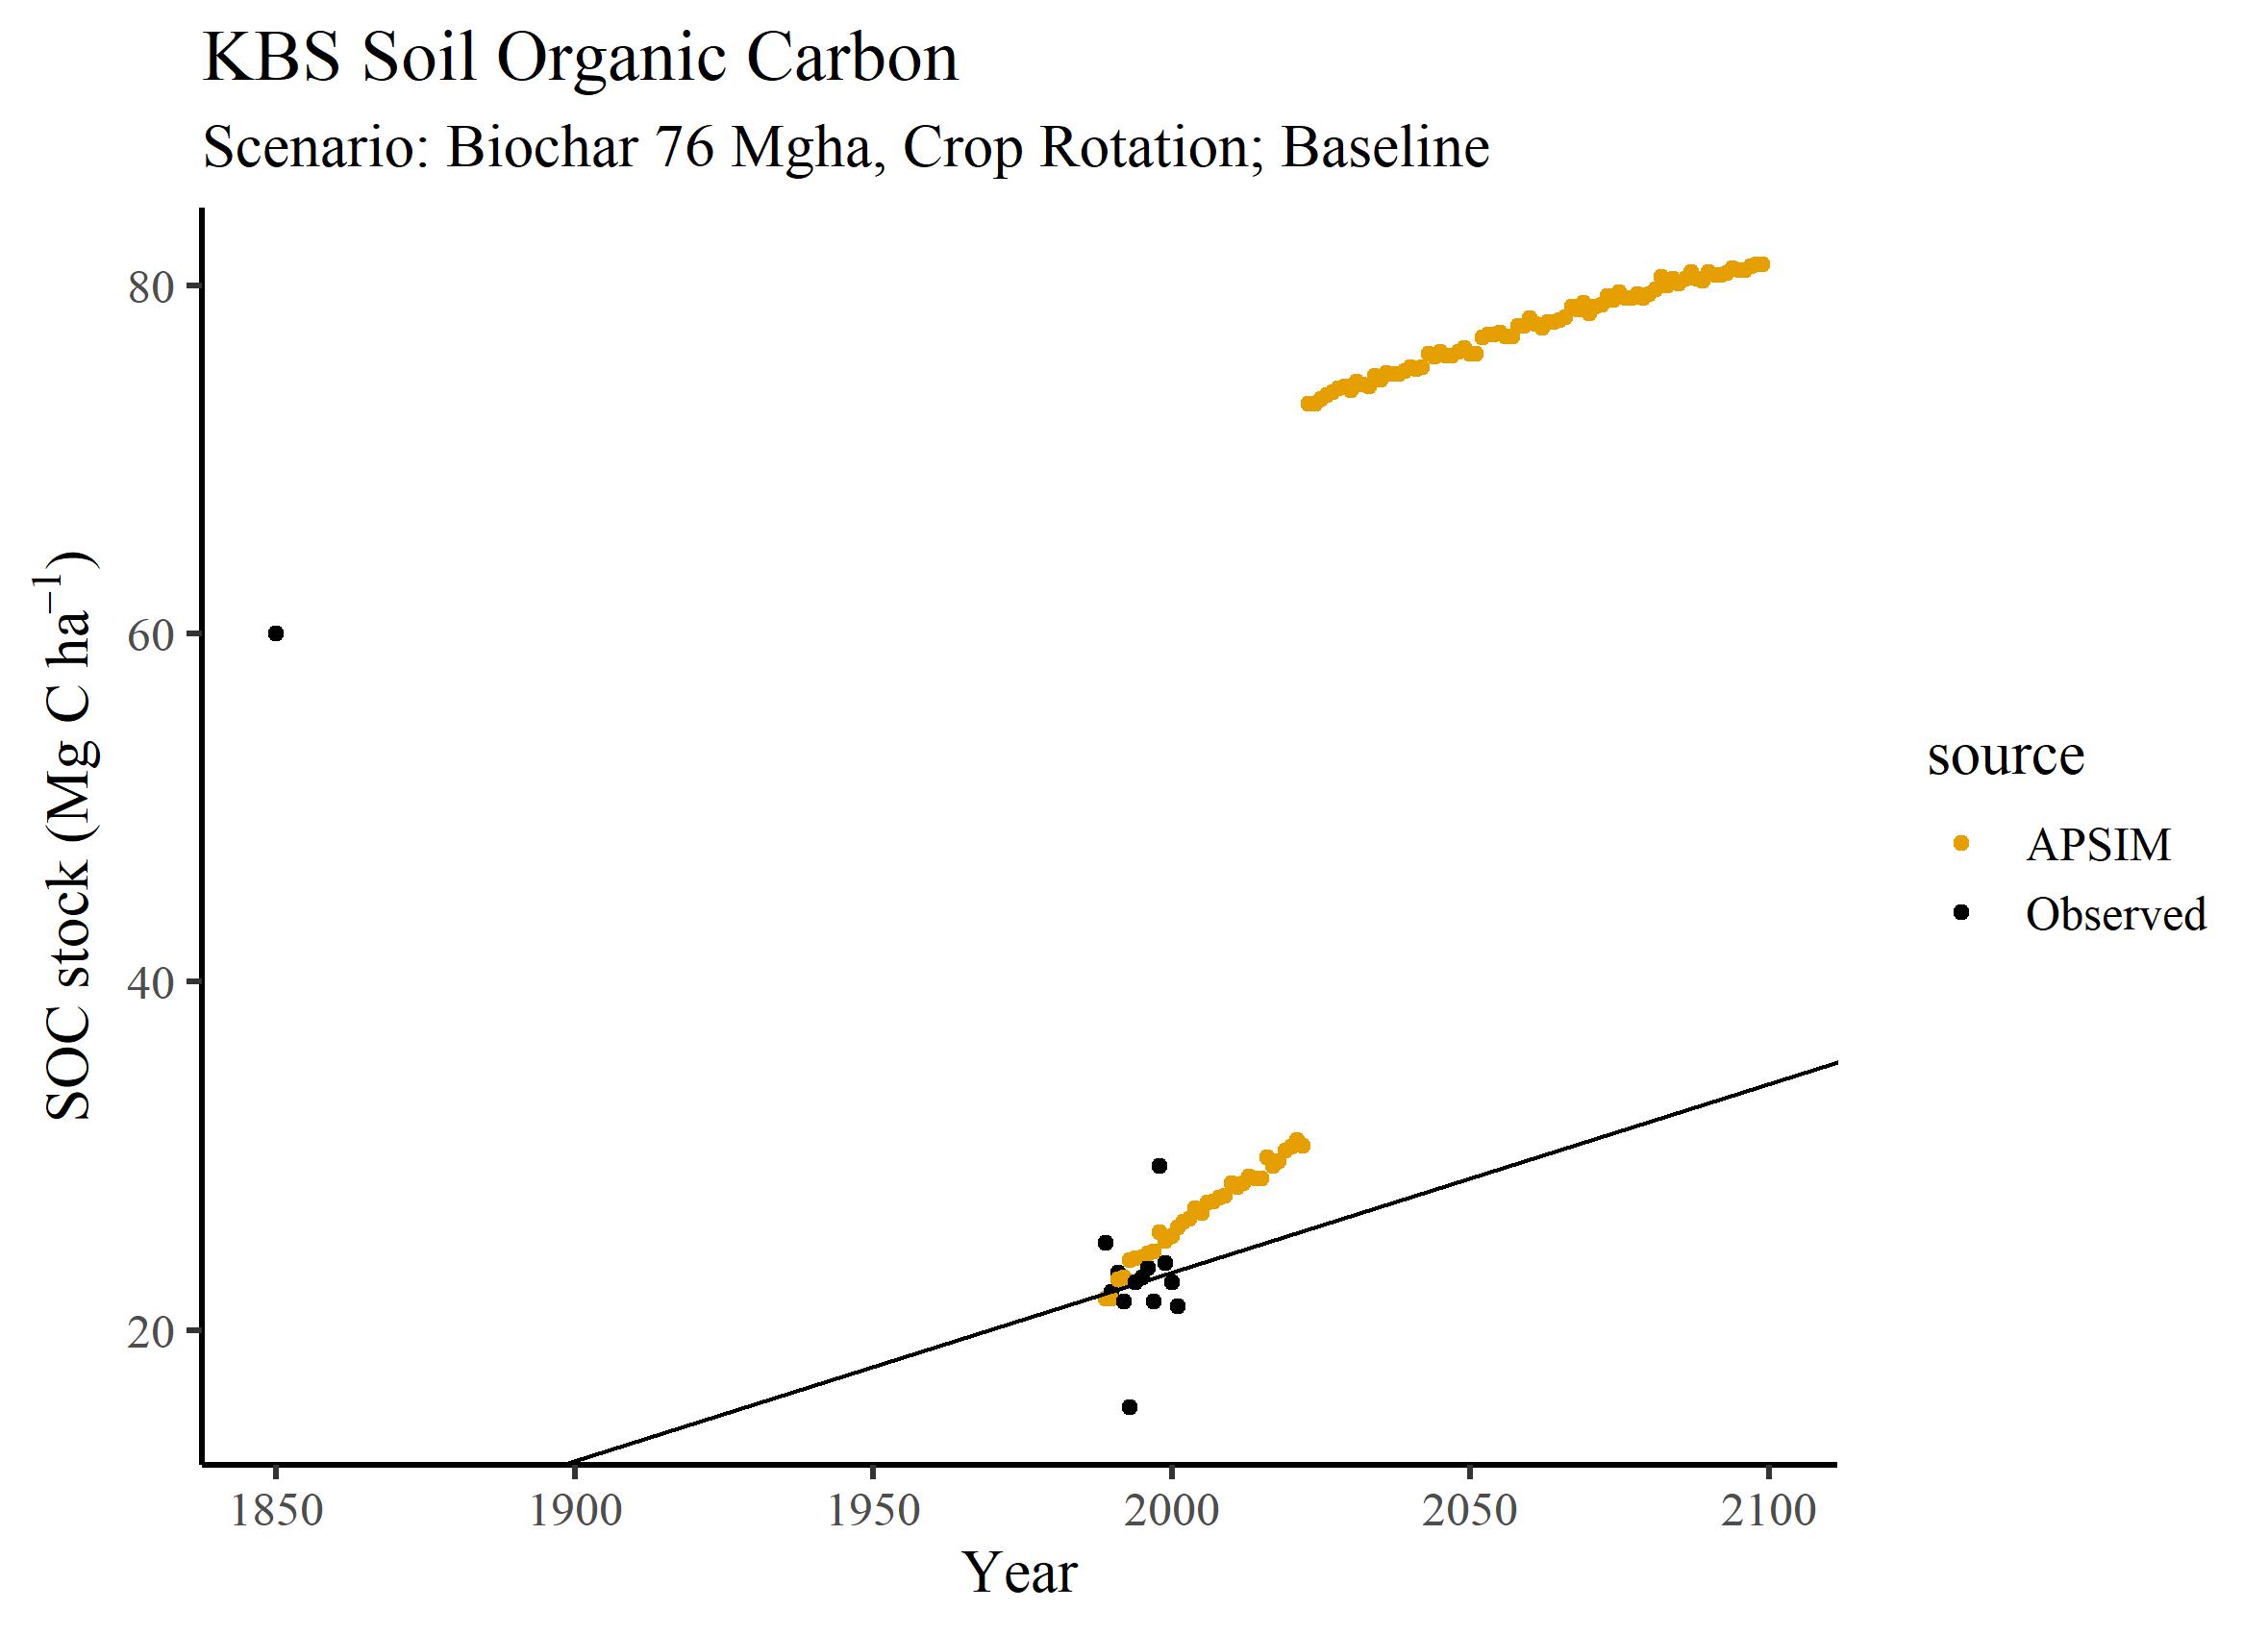 KBS Soil Organic Carbon
Scenario: Biochar 76 Mgha, Crop Rotation; Baseline
SOC stock (Mg C ha⁻¹)
80
60
40
20
1850 1900 1950 2000 2050 2100
Year
source
APSIM
Observed